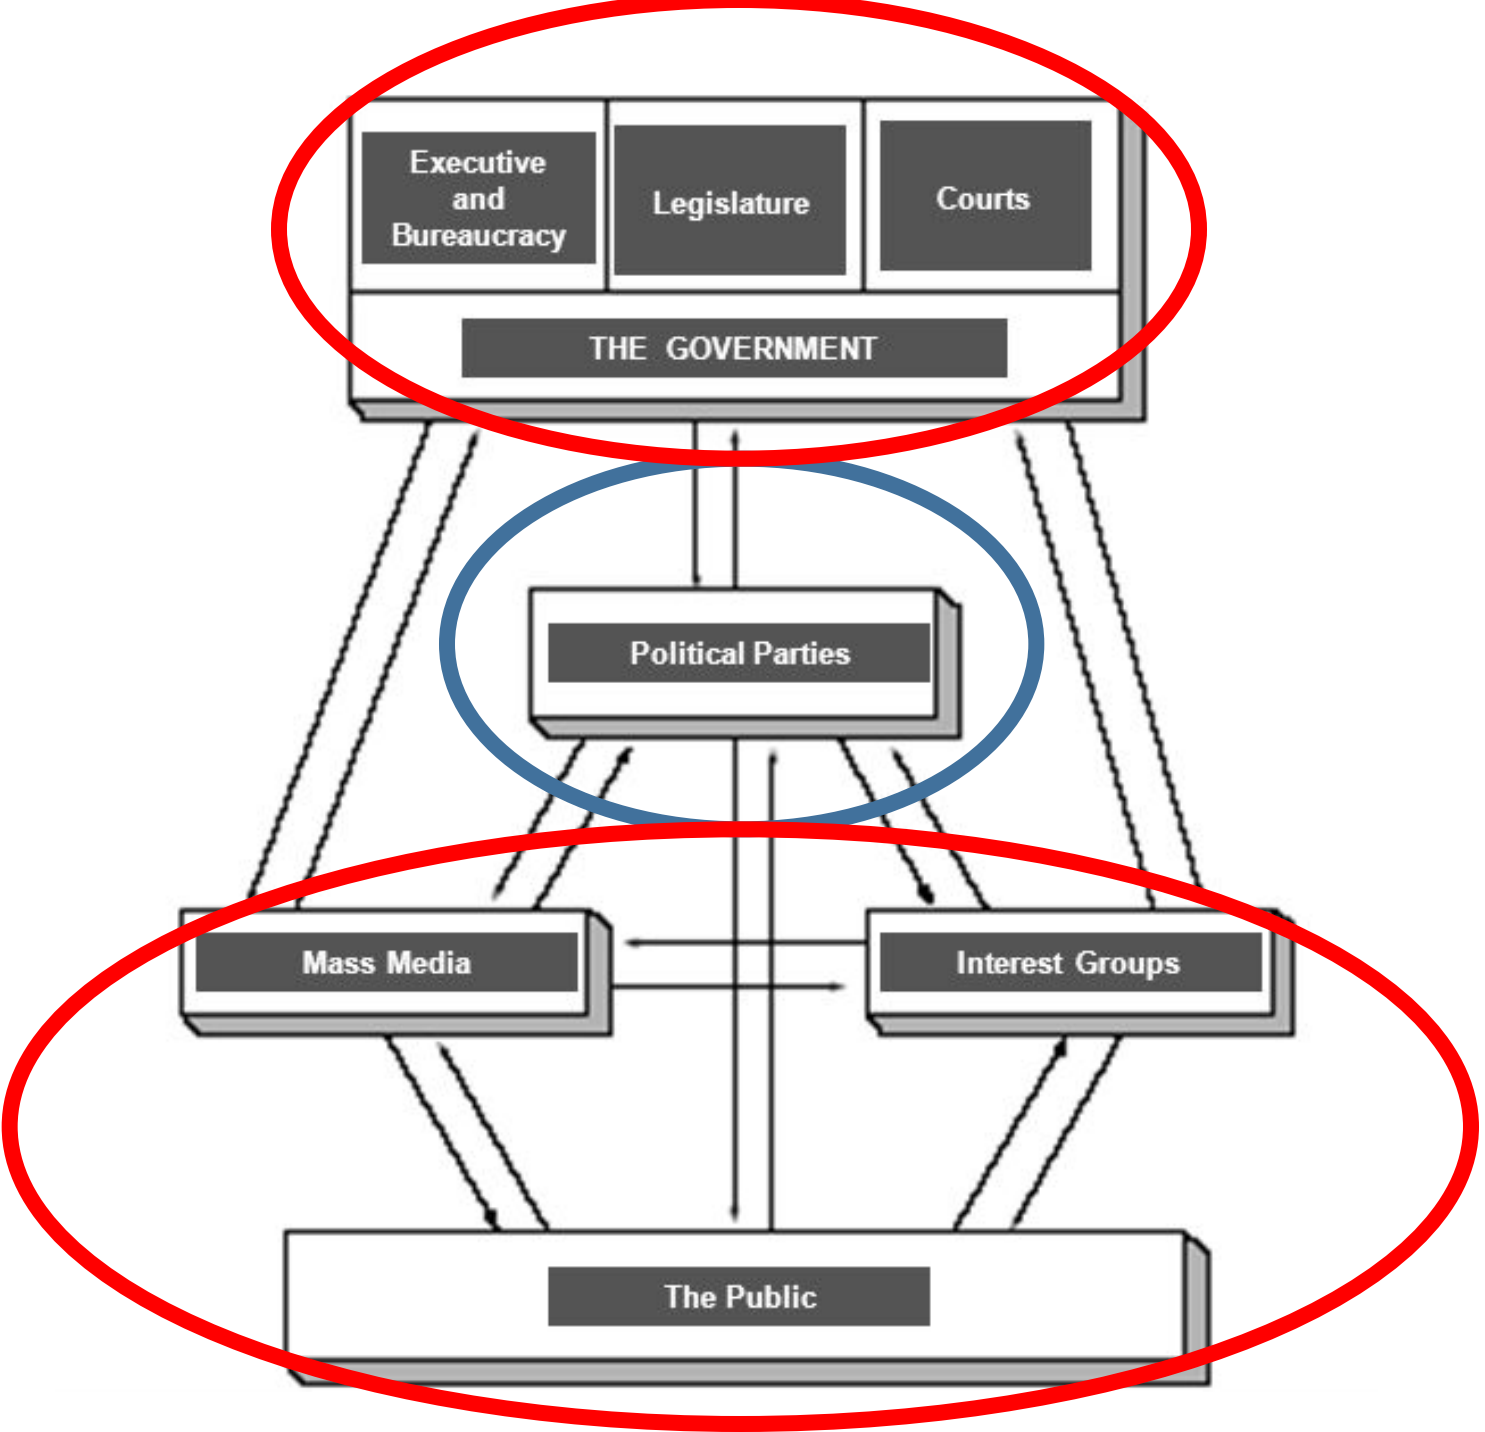 Executive
and
Bureaucracy
Legislature
Courts
THE GOVERNMENT
Political Parties
Mass Media
Interest Groups
The Public